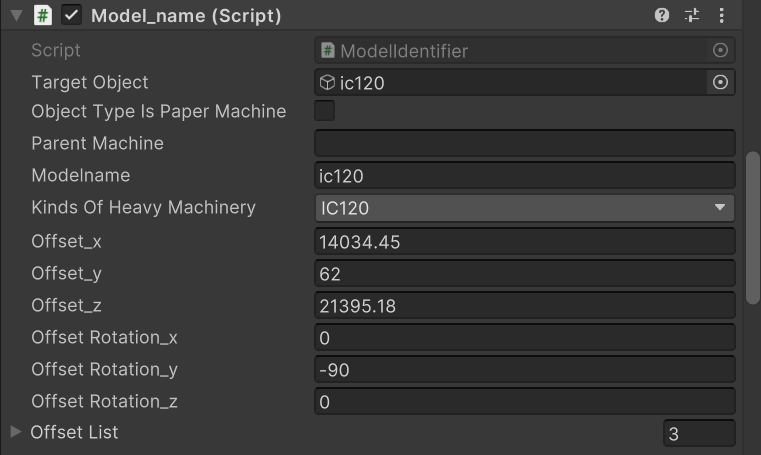 Model_name (Script)
Script ModelIdentifier
Target Object ic120
Object Type Is Paper Machine
Parent Machine
Modelname ic120
Kinds Of Heavy Machinery IC120
Offset_x 14034.45
Offset_y 62
Offset_z 21395.18
Offset Rotation_x 0
Offset Rotation_y -90
Offset Rotation_z 0
Offset List 3